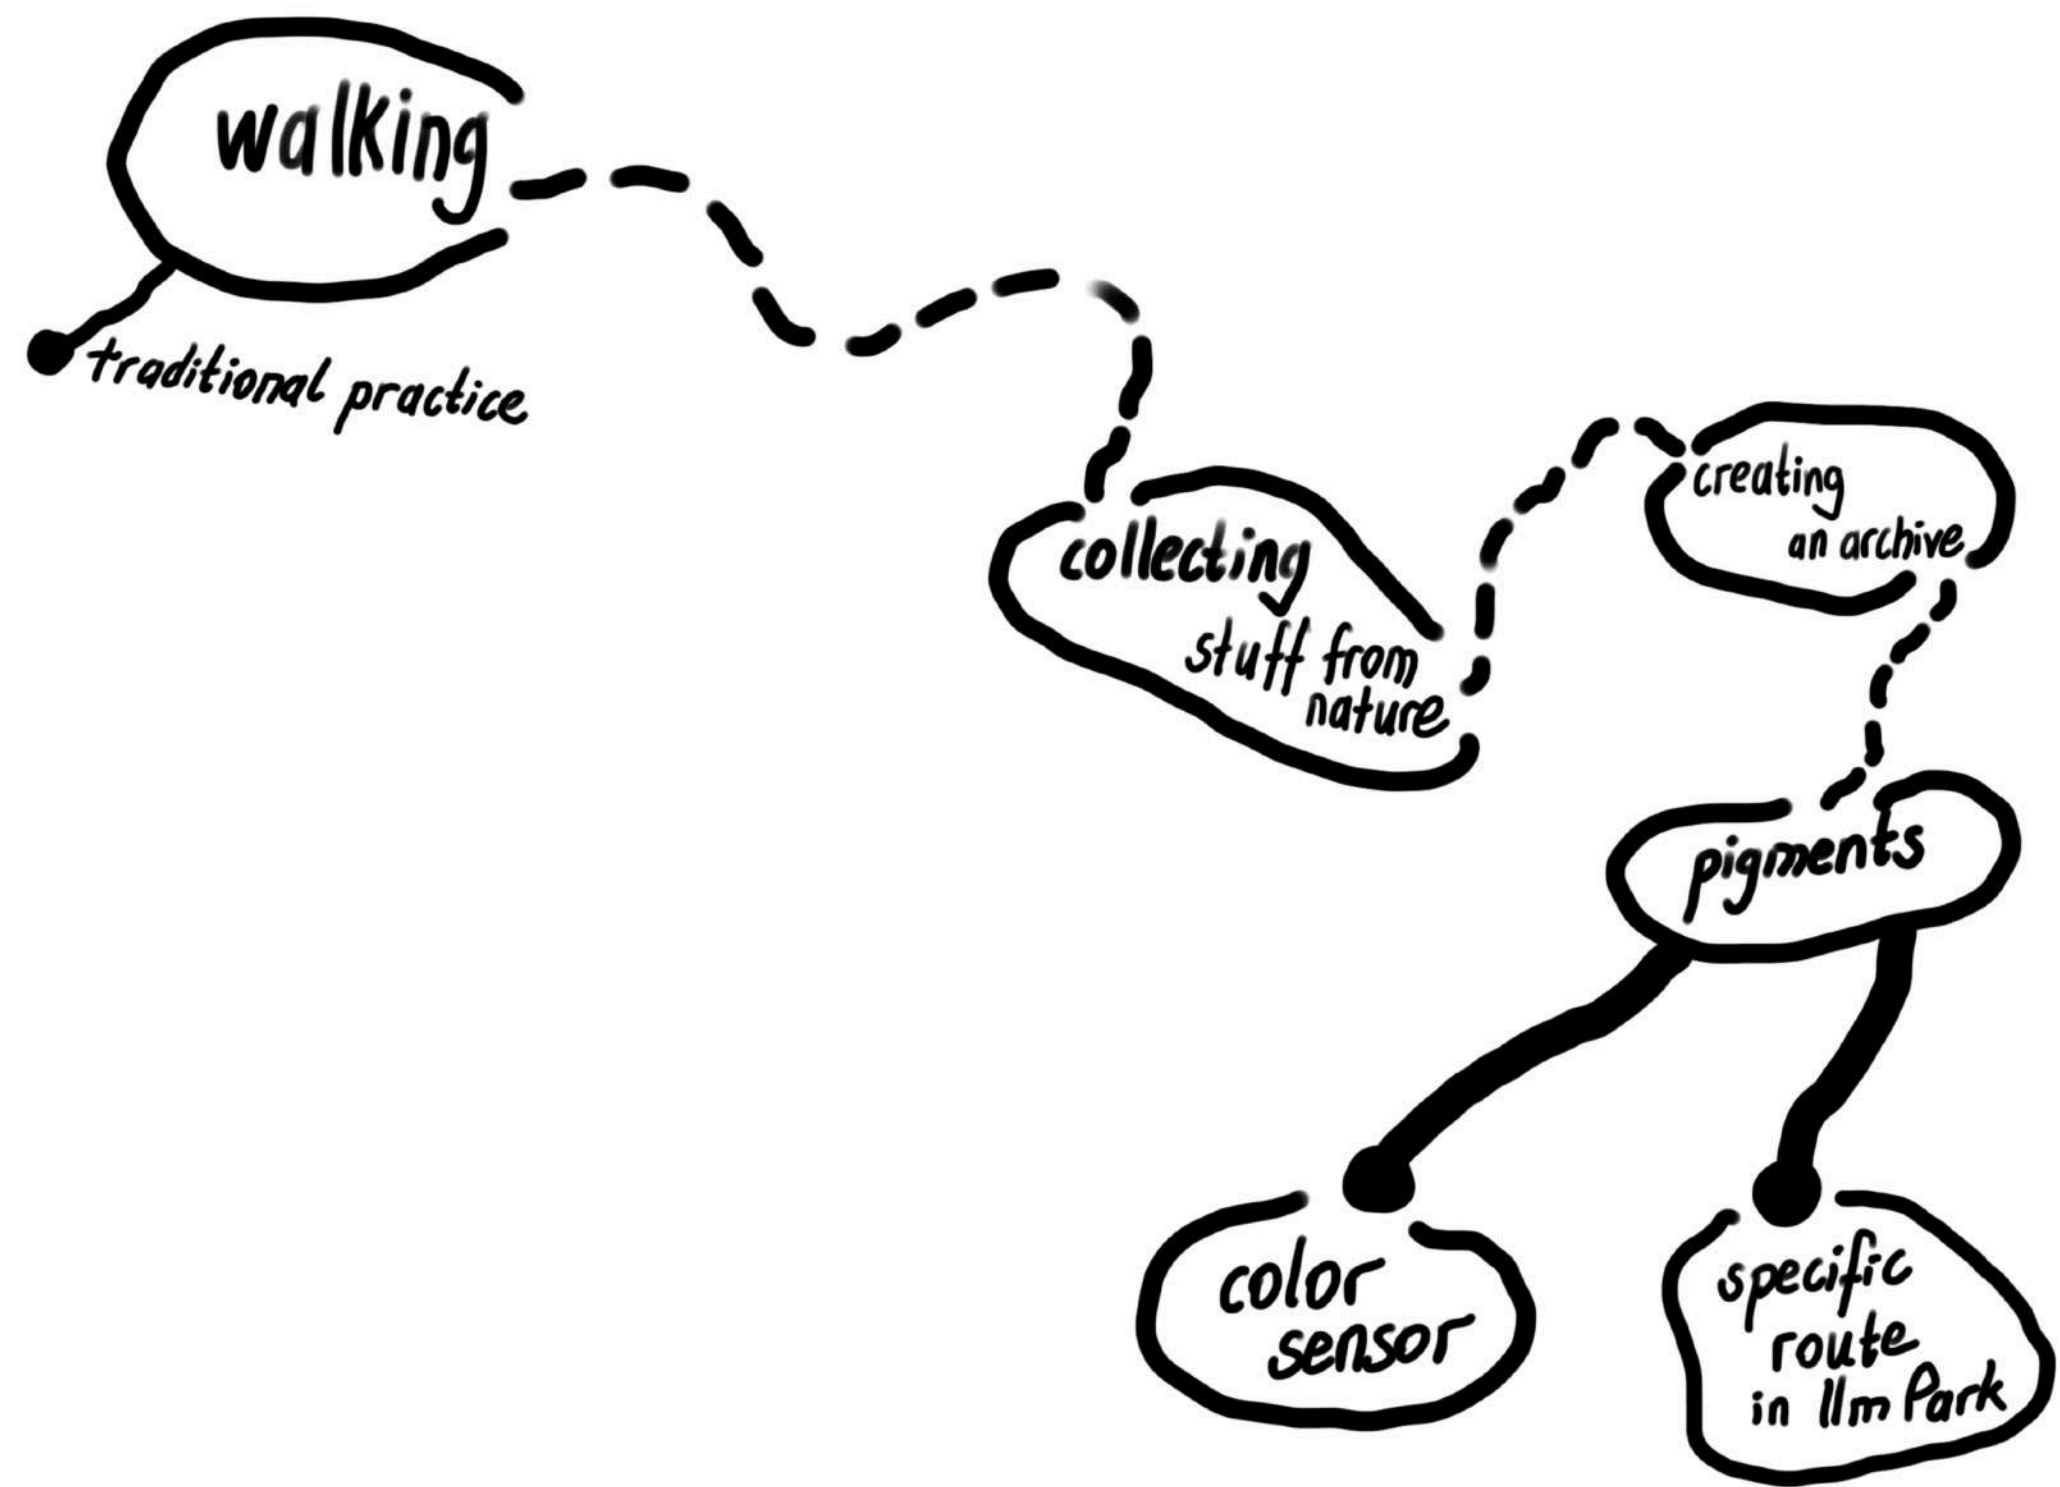 walking
traditional practice
collecting
stuff from
nature
creating
an archive
pigments
color
sensor
specific
route
in Ilm Park